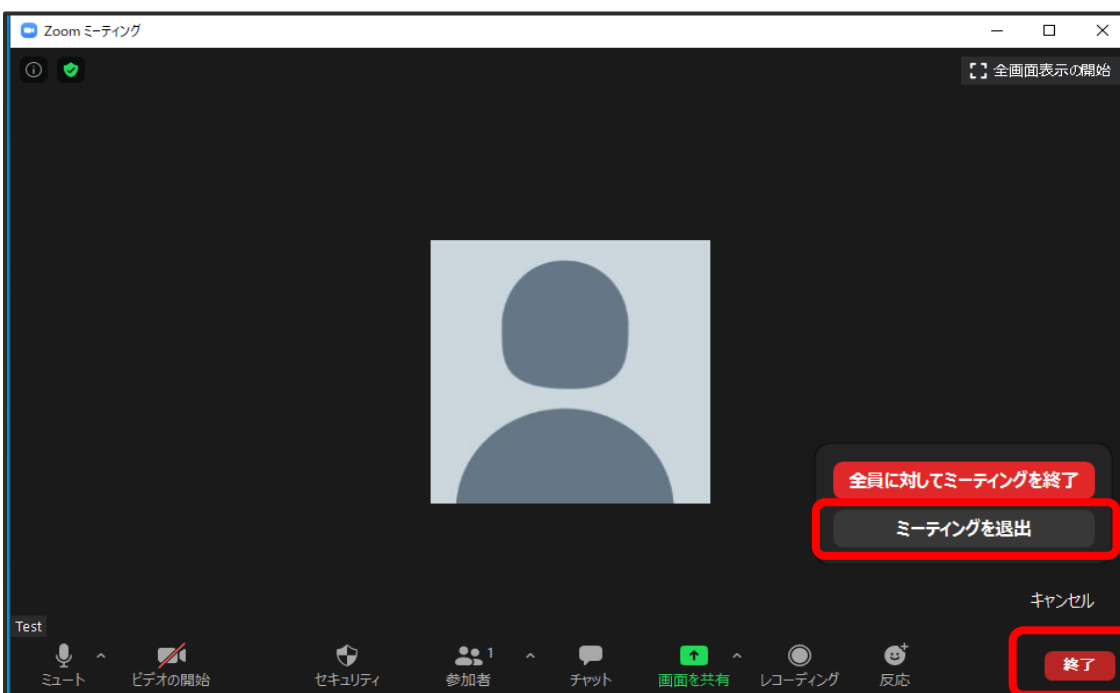 Zoom ミーティング
全画面表示の開始
全員に対してミーティングを終了
ミーティングを退出
キャンセル
Test
1
ミュート
ビデオの開始
セキュリティ
参加者
チャット
画面を共有
レコーディング
反応
終了